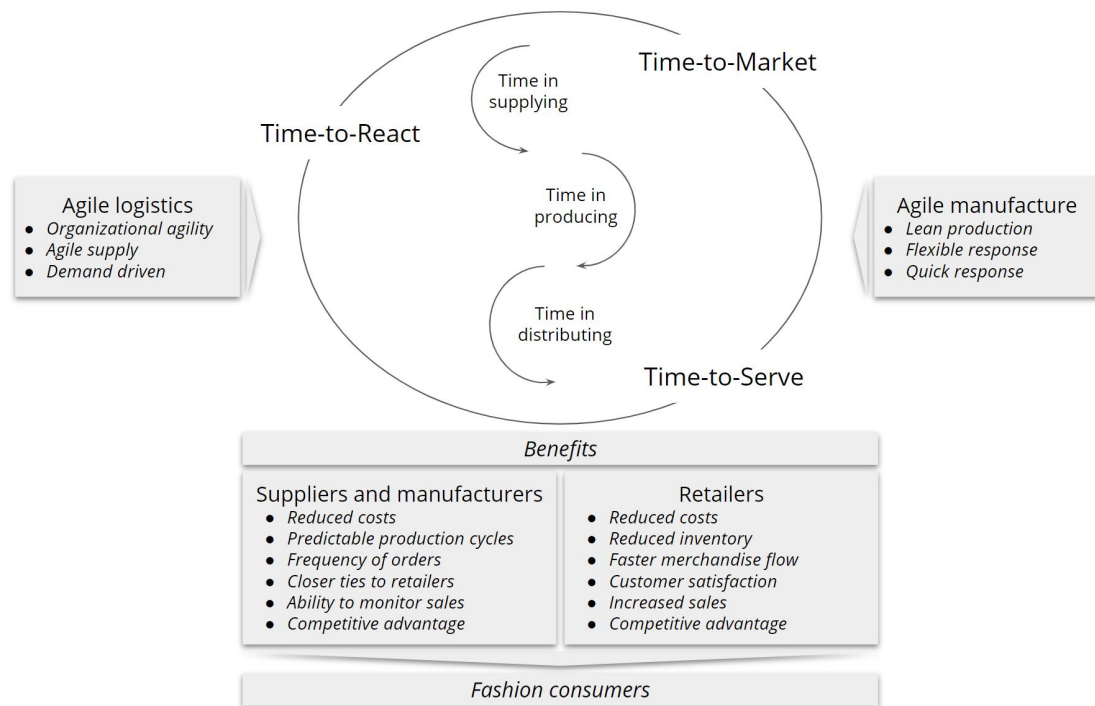 Time-to-Market
Time in
supplying
Time-to-React
Time in
producing
Agile logistics
● Organizational agility
● Agile supply
● Demand driven
Agile manufacture
● Lean production
● Flexible response
● Quick response
Time in
distributing
Time-to-Serve
Benefits
Suppliers and manufacturers
● Reduced costs
● Predictable production cycles
● Frequency of orders
● Closer ties to retailers
● Ability to monitor sales
● Competitive advantage
Retailers
● Reduced costs
● Reduced inventory
● Faster merchandise flow
● Customer satisfaction
● Increased sales
● Competitive advantage
Fashion consumers